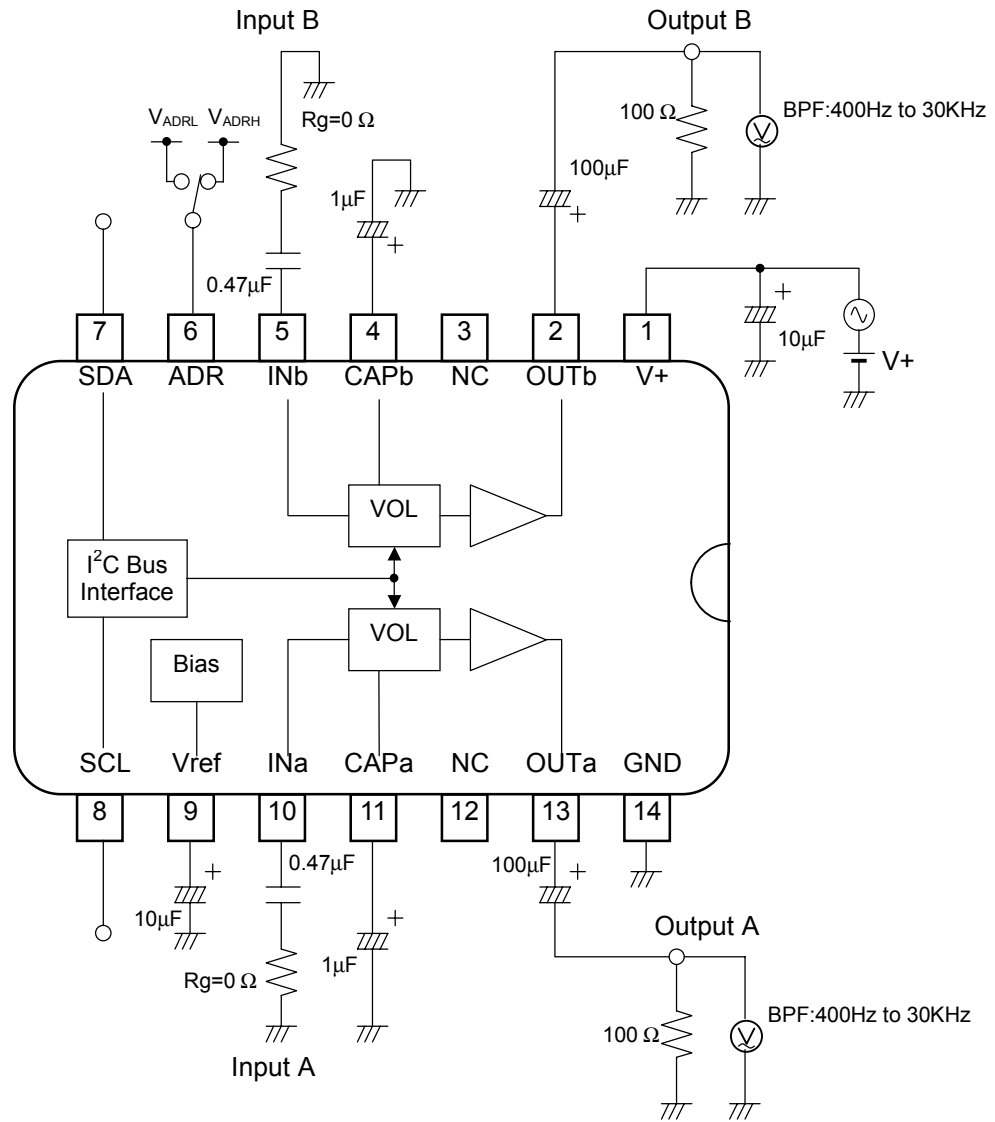 Input B
Output B
V_ADRL V_ADRH
Rg=0 Ω
100 Ω
BPF:400Hz to 30KHz
1µF
+
100µF
+
0.47µF
+
10µF
V+
7 6 5 4 3 2 1
SDA ADR INb CAPb NC OUTb V+
VOL
I²C Bus
Interface
VOL
Bias
SCL Vref INa CAPa NC OUTa GND
8 9 10 11 12 13 14
+
10µF
0.47µF
Rg=0 Ω
Input A
+
1µF
100µF
+
Output A
100 Ω
BPF:400Hz to 30KHz
V
V